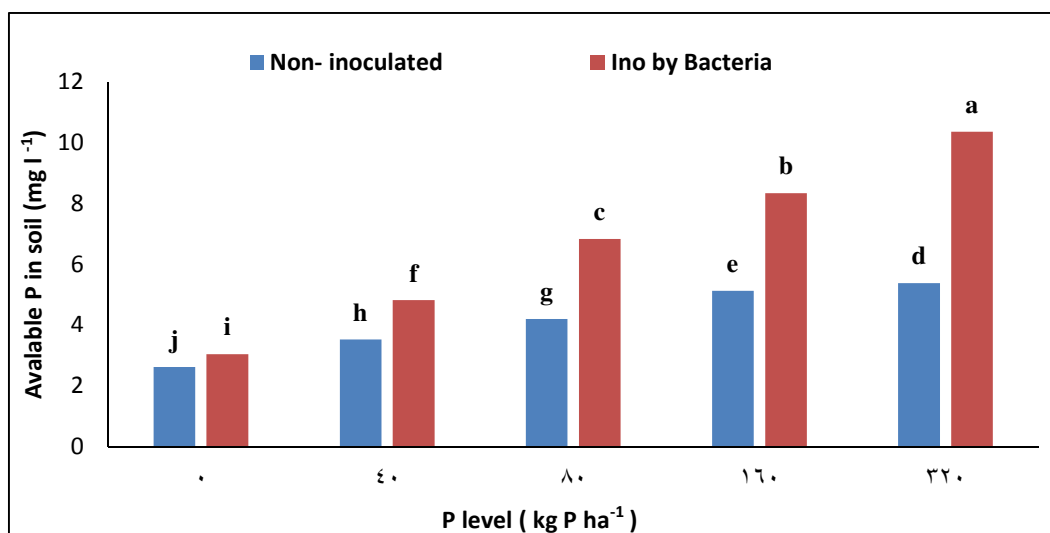 Non- inoculated Ino by Bacteria
Avalable P in soil (mg l -1)
12
10
8
6
4
2
0
j i h f g c e b d a
٠ ٤٠ ٨٠ ١٦٠ ٣٢٠
P level ( kg P ha-1 )